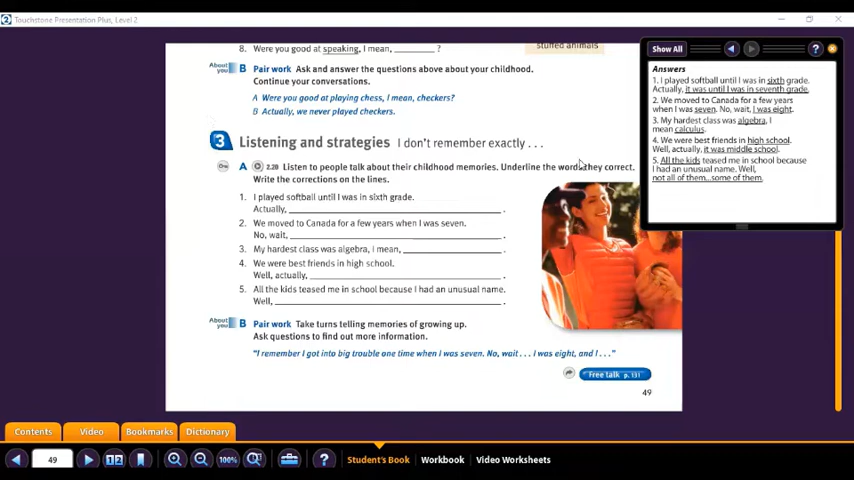 Touchstone Presentation Plus, Level 2
8. Were you good at speaking, I mean, ________ ?
stuffed animals
About you B Pair work Ask and answer the questions above about your childhood.
Continue your conversations.
A Were you good at playing chess, I mean, checkers?
B Actually, we never played checkers.
3 Listening and strategies I don't remember exactly . . .
A 2.20 Listen to people talk about their childhood memories. Underline the words they correct.
Write the corrections on the lines.
1. I played softball until I was in sixth grade.
Actually, ________ .
2. We moved to Canada for a few years when I was seven.
No, wait, ________ .
3. My hardest class was algebra, I mean, ________ .
4. We were best friends in high school.
Well, actually, ________ .
5. All the kids teased me in school because I had an unusual name.
Well, ________ .
About you B Pair work Take turns telling memories of growing up.
Ask questions to find out more information.
"I remember I got into big trouble one time when I was seven. No, wait . . . I was eight, and I . . ."
Free talk p. 131
49
Show All
?
Answers
1. I played softball until I was in sixth grade.
Actually, it was until I was in seventh grade.
2. We moved to Canada for a few years
when I was seven. No, wait, I was eight.
3. My hardest class was algebra, I
mean calculus.
4. We were best friends in high school.
Well, actually, it was middle school.
5. All the kids teased me in school because
I had an unusual name. Well,
not all of them...some of them.
Contents Video Bookmarks Dictionary
49 1 2 100% ? Student's Book Workbook Video Worksheets